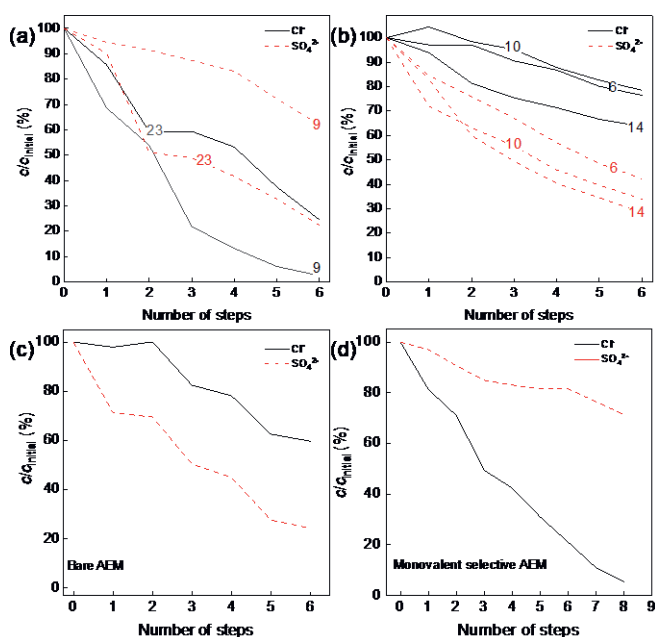 (a)
Cl⁻
SO₄²⁻
c/c_initial (%)
100
90
80
70
60
50
40
30
20
10
0
23
23
9
9
0 1 2 3 4 5 6
Number of steps
(b)
Cl⁻
SO₄²⁻
c/c_initial (%)
100
90
80
70
60
50
40
30
20
10
0
10
6
14
10
6
14
0 1 2 3 4 5 6
Number of steps
(c)
Cl⁻
SO₄²⁻
c/c_initial (%)
100
80
60
40
20
0
Bare AEM
0 1 2 3 4 5 6
Number of steps
(d)
Cl⁻
SO₄²⁻
c/c_initial (%)
100
80
60
40
20
0
Monovalent selective AEM
0 1 2 3 4 5 6 7 8 9
Number of steps